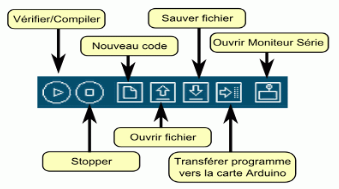 Vérifier/Compiler
Sauver fichier
Nouveau code
Ouvrir Moniteur Série
Ouvrir fichier
Stopper
Transférer programme
vers la carte Arduino